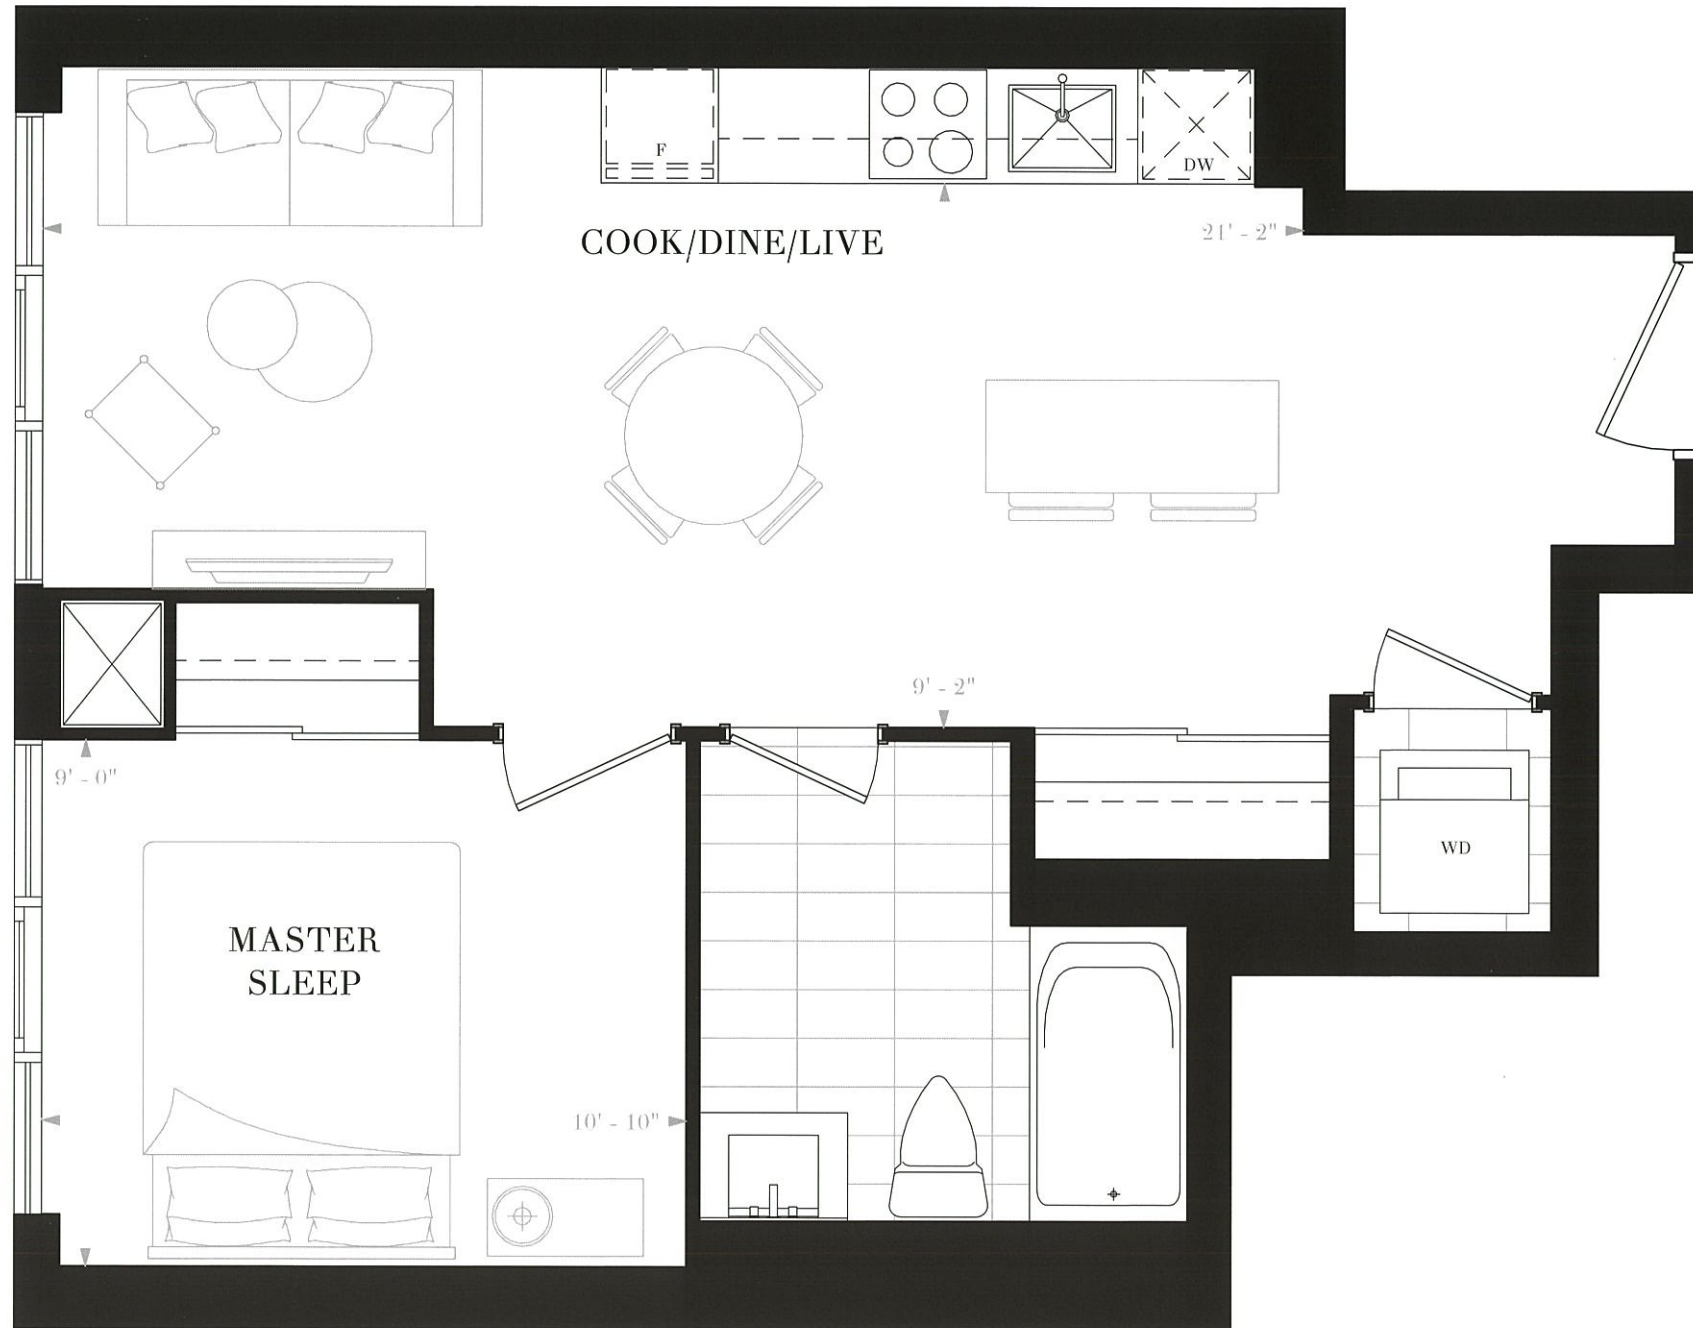 F
DW
COOK/DINE/LIVE
21' - 2"
9' - 2"
9' - 0"
WD
MASTER
SLEEP
10' - 10"